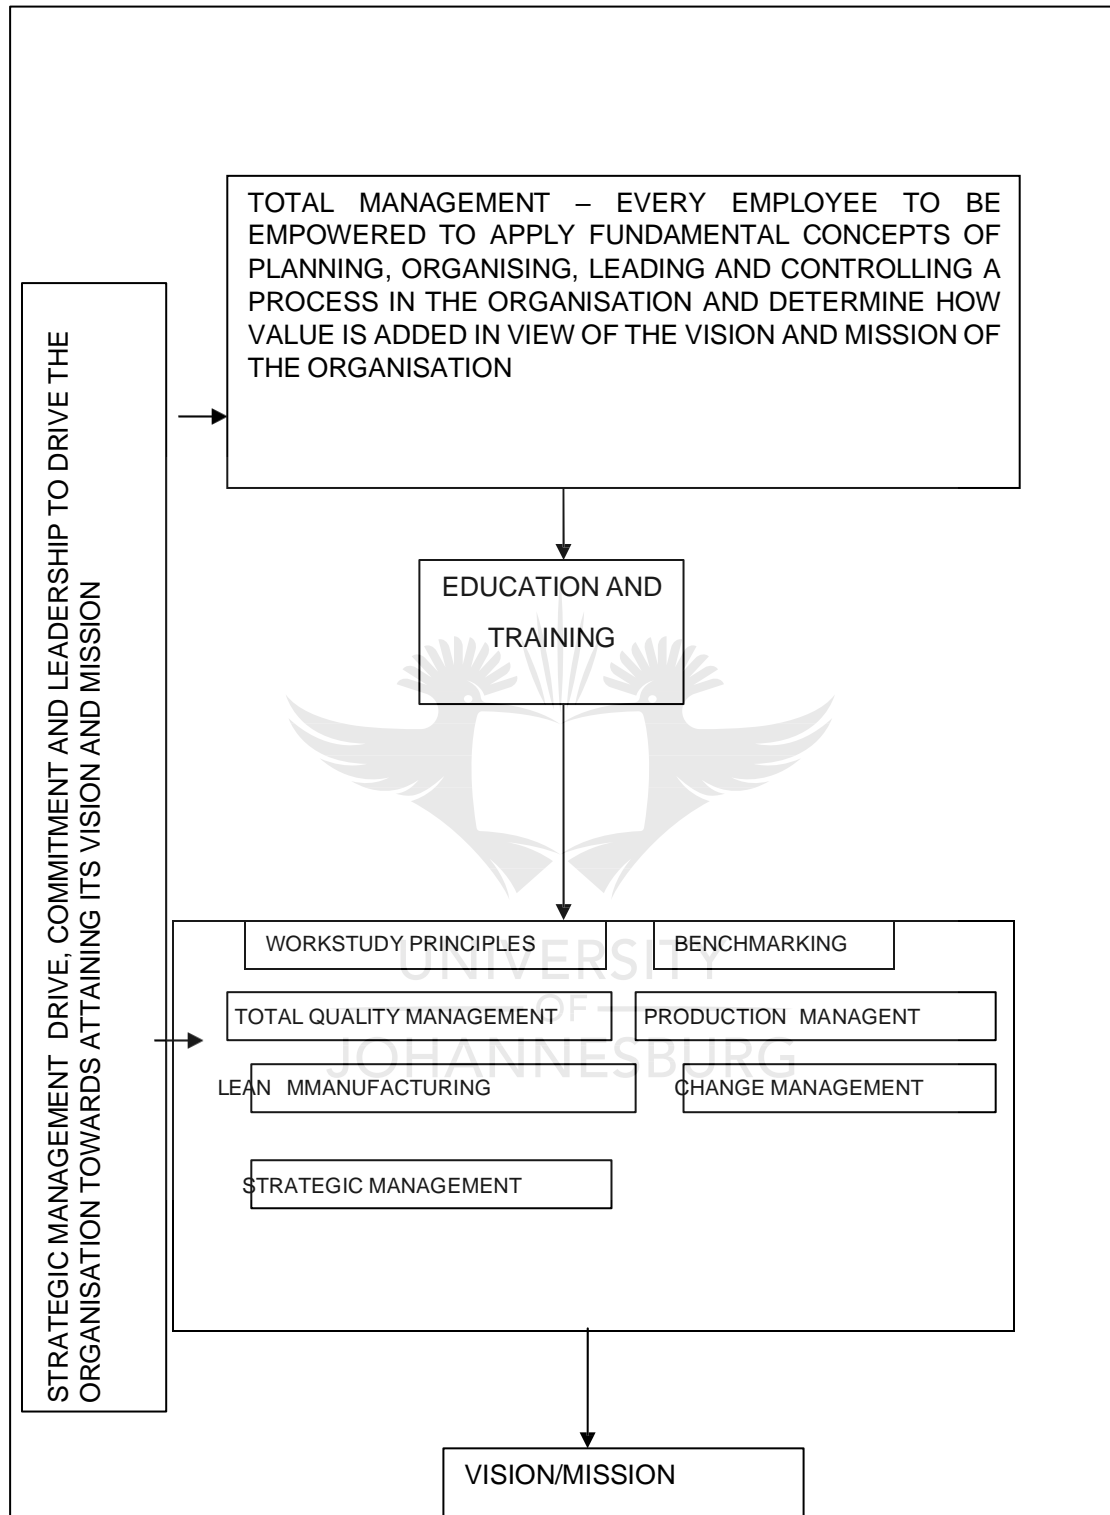 TOTAL MANAGEMENT – EVERY EMPLOYEE TO BE
EMPOWERED TO APPLY FUNDAMENTAL CONCEPTS OF
PLANNING, ORGANISING, LEADING AND CONTROLLING A
PROCESS IN THE ORGANISATION AND DETERMINE HOW
VALUE IS ADDED IN VIEW OF THE VISION AND MISSION OF
THE ORGANISATION
STRATEGIC MANAGEMENT DRIVE, COMMITMENT AND LEADERSHIP TO DRIVE THE
ORGANISATION TOWARDS ATTAINING ITS VISION AND MISSION
EDUCATION AND
TRAINING
WORKSTUDY PRINCIPLES
BENCHMARKING
UNIVERSITY
OF
JOHANNESBURG
TOTAL QUALITY MANAGEMENT
PRODUCTION MANAGENT
LEAN MMANUFACTURING
CHANGE MANAGEMENT
STRATEGIC MANAGEMENT
VISION/MISSION